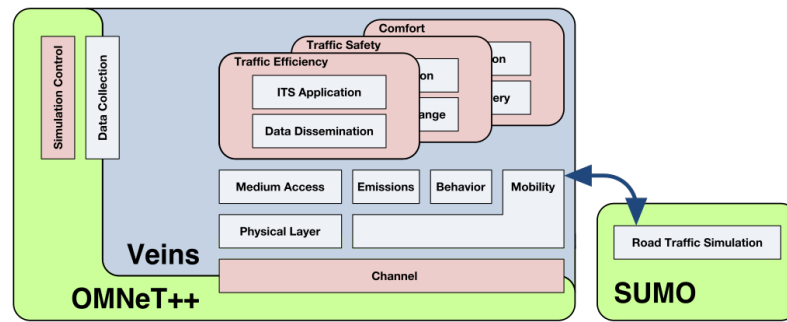 Comfort
Traffic Safety
Traffic Efficiency
ITS Application
Data Dissemination
Simulation Control
Data Collection
Medium Access
Emissions
Behavior
Mobility
Physical Layer
Road Traffic Simulation
Veins
Channel
OMNeT++
SUMO